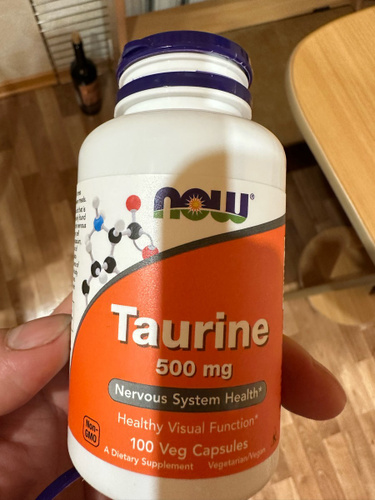 NOW®
Taurine
500 mg
Nervous System Health*
Healthy Visual Function*
Non-
GMO
100 Veg Capsules
A Dietary Supplement Vegetarian/Vegan